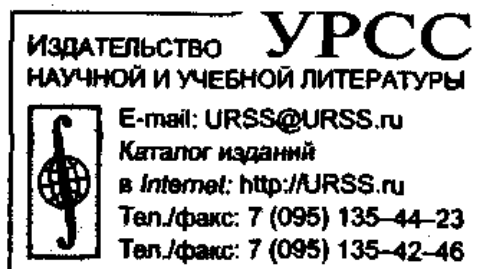 ИЗДАТЕЛЬСТВО УРСС
НАУЧНОЙ И УЧЕБНОЙ ЛИТЕРАТУРЫ
E-mail: URSS@URSS.ru
Каталог изданий
в Internet: http://URSS.ru
Тел./факс: 7 (095) 135–44–23
Тел./факс: 7 (095) 135–42–46